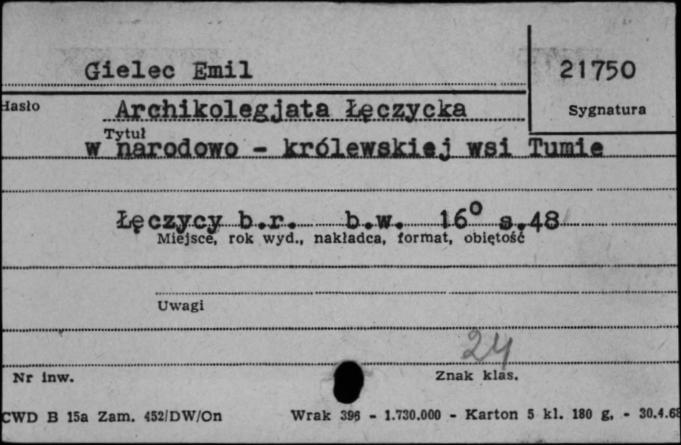 Gielec Emil
21750
Hasło
Archikolegjata Łęczycka
Sygnatura
Tytuł
w narodowo - królewskiej wsi Tumie
Łęczycy b.r. b.w. 16° s.48
Miejsce, rok wyd., nakładca, format, objętość
Uwagi
24
Nr inw.
Znak klas.
CWD B 15a Zam. 452/DW/On Wrak 396 - 1.730.000 - Karton 5 kl. 180 g. - 30.4.68